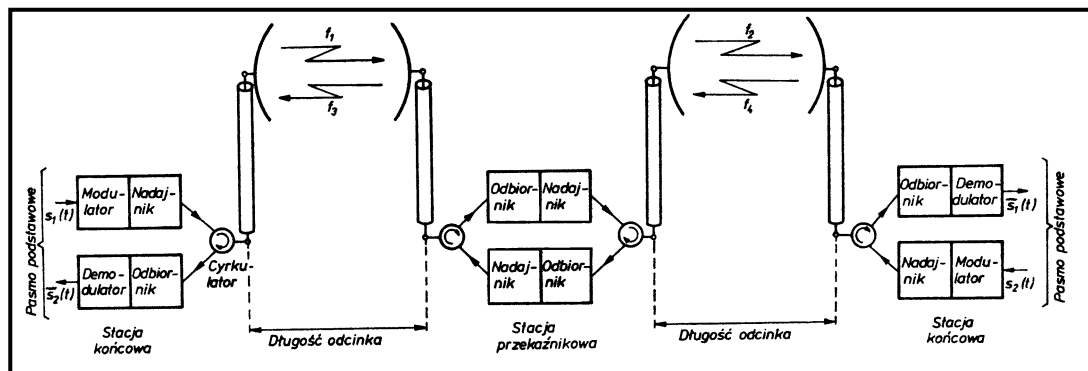 f1
f3
f2
f4
Pasmo podstawowe
s1(t)
Modu-
lator
Nadaj-
nik
s̄2(t)
Demo-
dulator
Odbior-
nik
Cyrku-
lator
Stacja
końcowa
Długość odcinka
Odbior-
nik
Nadaj-
nik
Nadaj-
nik
Odbior-
nik
Stacja
przekaźnikowa
Długość odcinka
Odbior-
nik
Demo-
dulator
s̄1(t)
Nadaj-
nik
Modu-
lator
s2(t)
Stacja
końcowa
Pasmo podstawowe